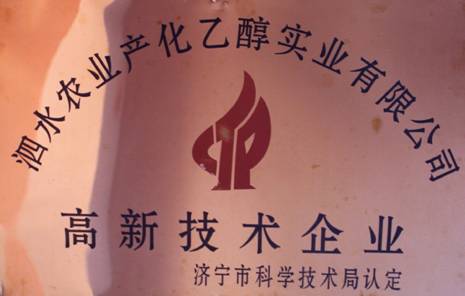 泗水农业产化乙醇实业有限公司
高新技术企业
济宁市科学技术局认定